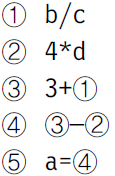 ① b/c
② 4*d
③ 3+①
④ ③−②
⑤ a=④